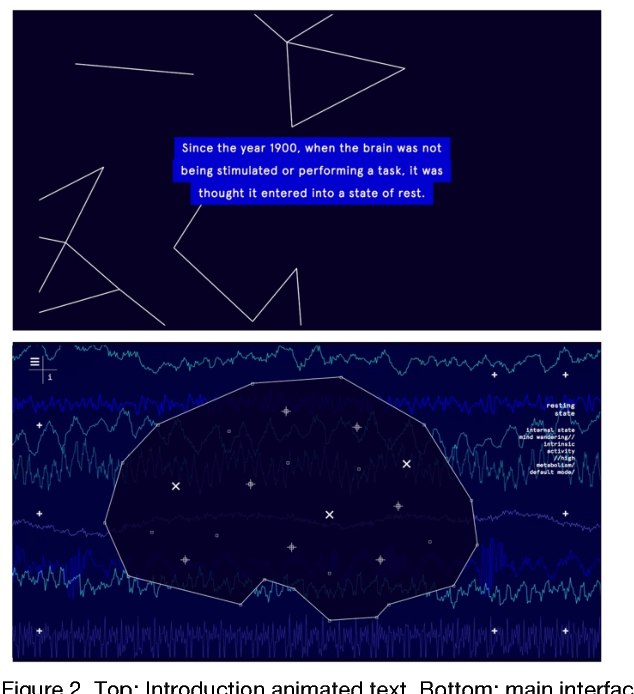 Since the year 1900, when the brain was not
being stimulated or performing a task, it was
thought it entered into a state of rest.
i
resting
state
internal state
mind wandering//
intrinsic
activity
//high
metabolism/
default mode/
Figure 2. Top: Introduction animated text. Bottom: main interfac